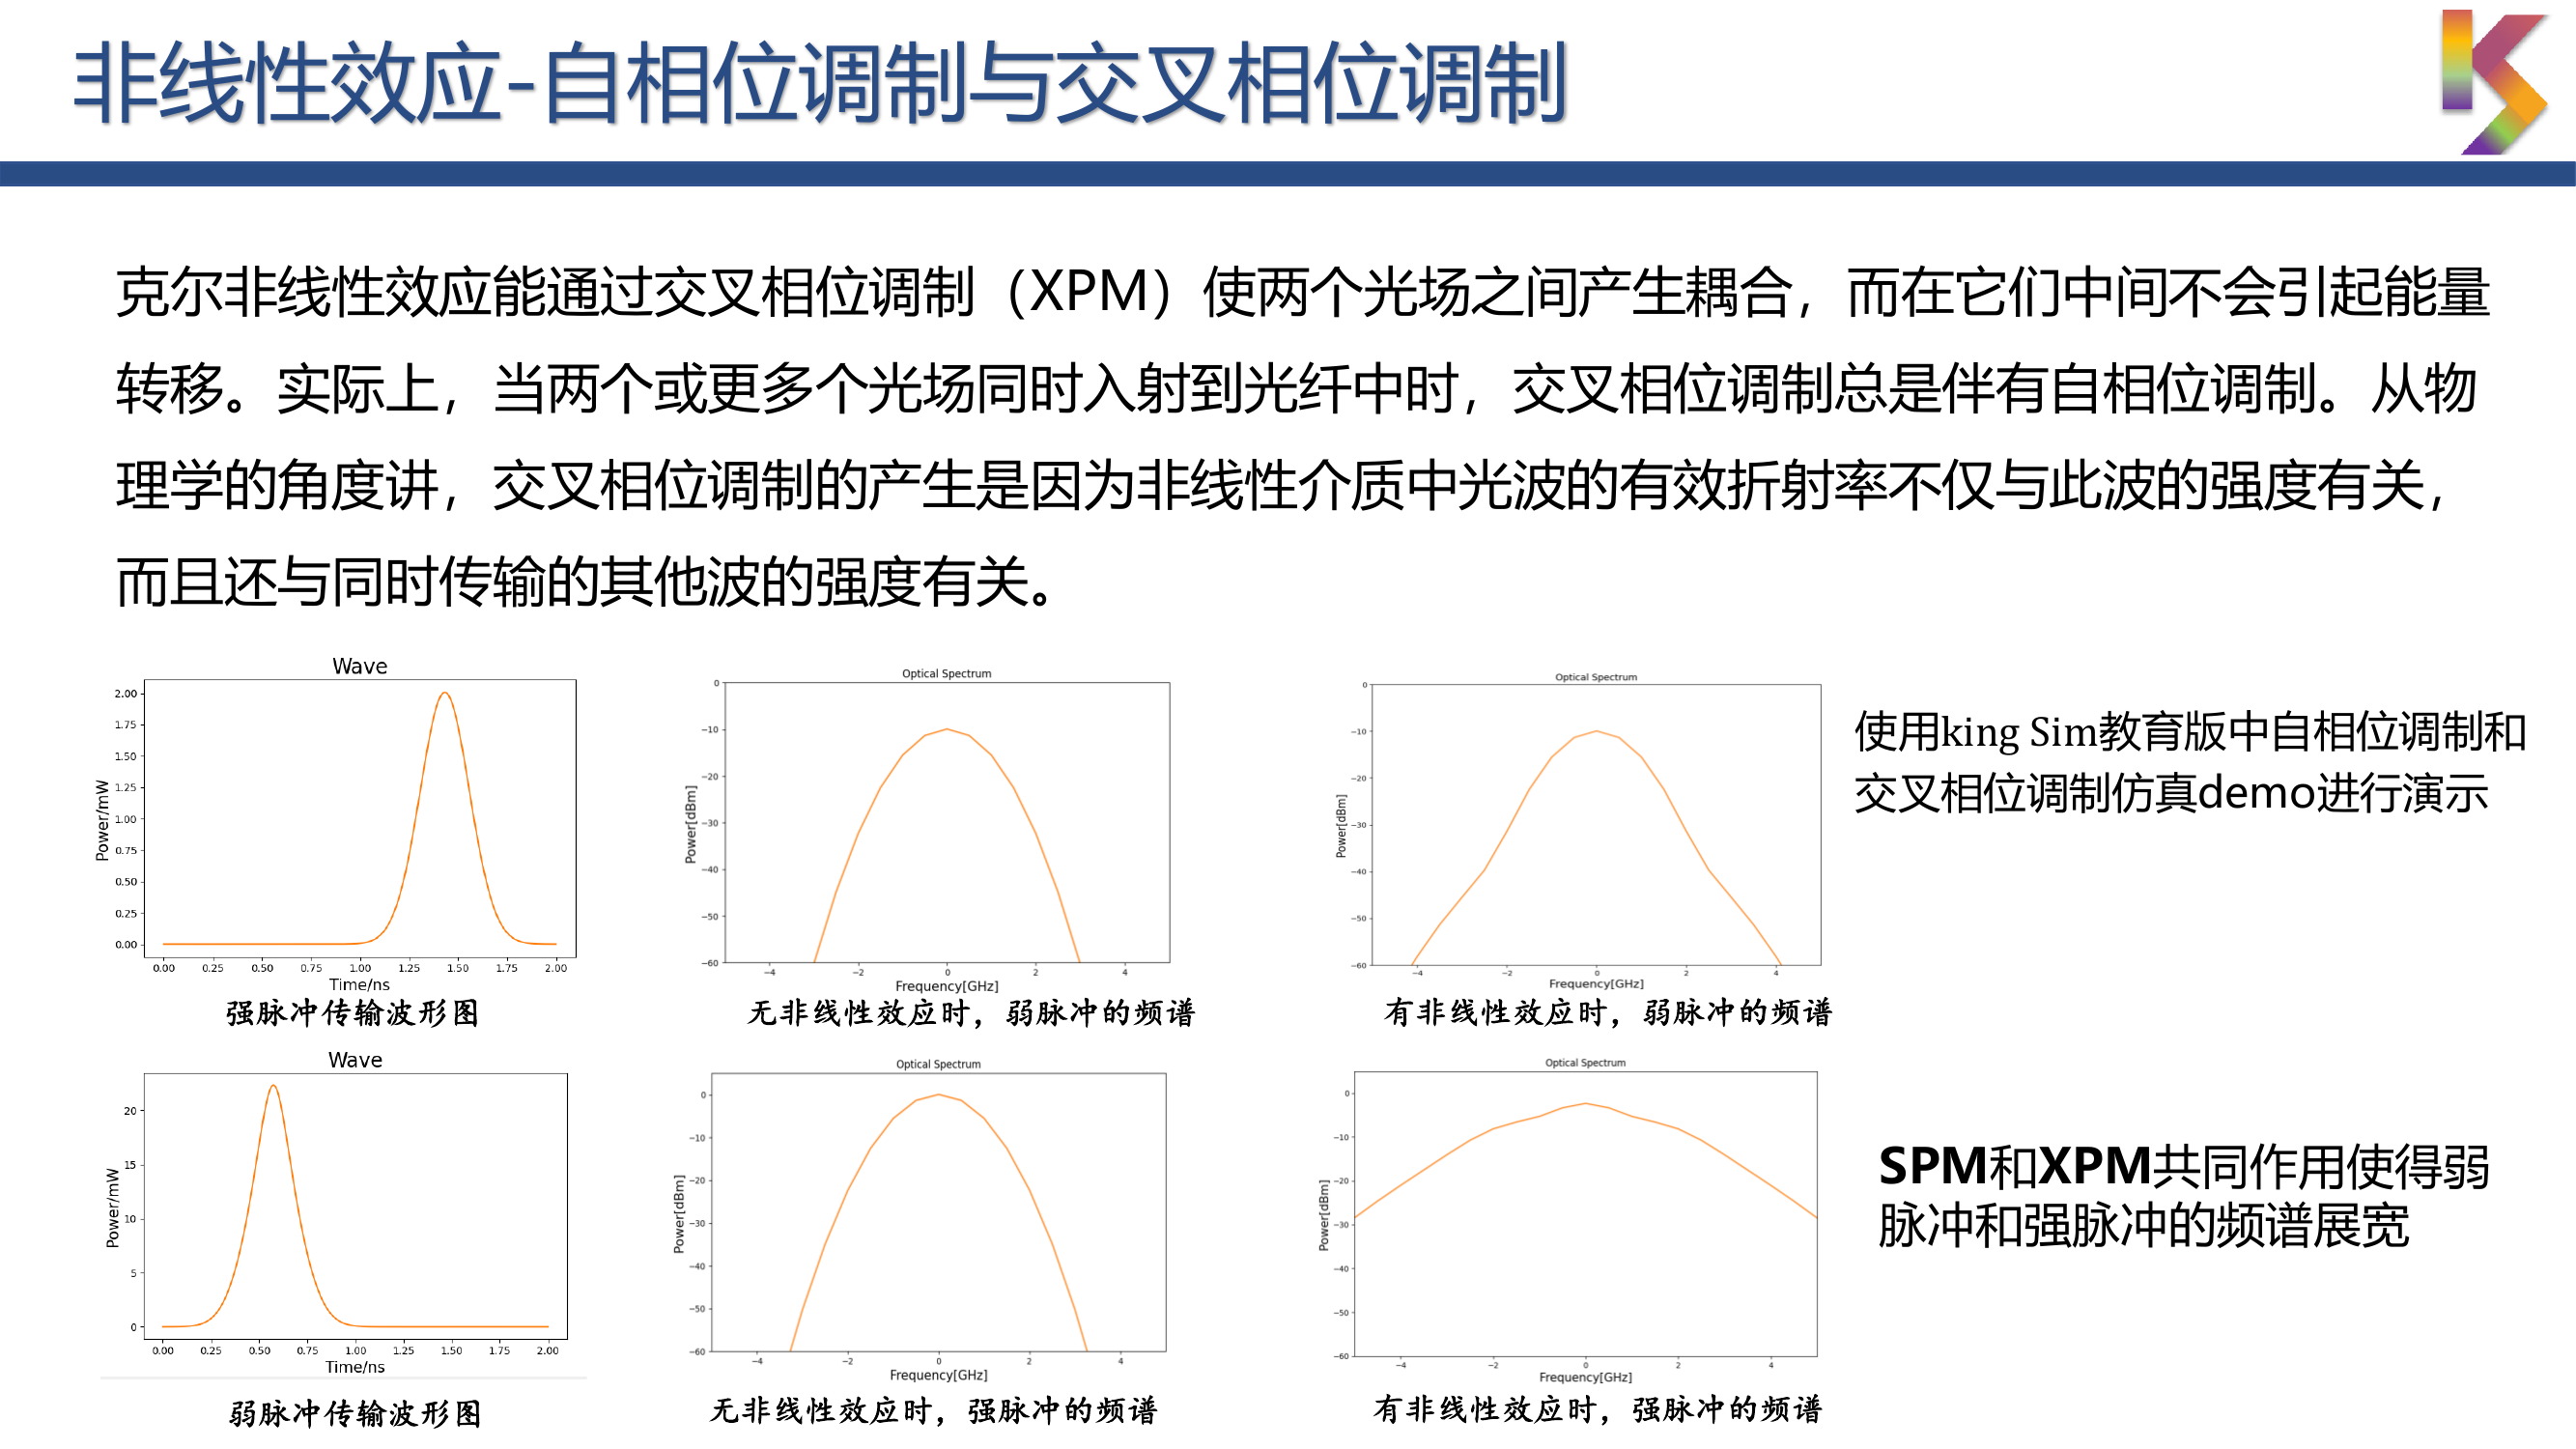 非线性效应-自相位调制与交叉相位调制
克尔非线性效应能通过交叉相位调制（XPM）使两个光场之间产生耦合，而在它们中间不会引起能量
转移。实际上，当两个或更多个光场同时入射到光纤中时，交叉相位调制总是伴有自相位调制。从物
理学的角度讲，交叉相位调制的产生是因为非线性介质中光波的有效折射率不仅与此波的强度有关，
而且还与同时传输的其他波的强度有关。
Wave
2.00
1.75
1.50
1.25
1.00
0.75
0.50
0.25
0.00
Power/mW
0.00 0.25 0.50 0.75 1.00 1.25 1.50 1.75 2.00
Time/ns
强脉冲传输波形图
Optical Spectrum
0
-10
-20
-30
-40
-50
-60
Power[dBm]
-4 -2 0 2 4
Frequency[GHz]
无非线性效应时，弱脉冲的频谱
Optical Spectrum
0
-10
-20
-30
-40
-50
-60
Power[dBm]
-4 -2 0 2 4
Frequency[GHz]
有非线性效应时，弱脉冲的频谱
使用king Sim教育版中自相位调制和
交叉相位调制仿真demo进行演示
Wave
20
15
10
5
0
Power/mW
0.00 0.25 0.50 0.75 1.00 1.25 1.50 1.75 2.00
Time/ns
弱脉冲传输波形图
Optical Spectrum
0
-10
-20
-30
-40
-50
-60
Power[dBm]
-4 -2 0 2 4
Frequency[GHz]
无非线性效应时，强脉冲的频谱
Optical Spectrum
0
-10
-20
-30
-40
-50
-60
Power[dBm]
-4 -2 0 2 4
Frequency[GHz]
有非线性效应时，强脉冲的频谱
SPM和XPM共同作用使得弱
脉冲和强脉冲的频谱展宽